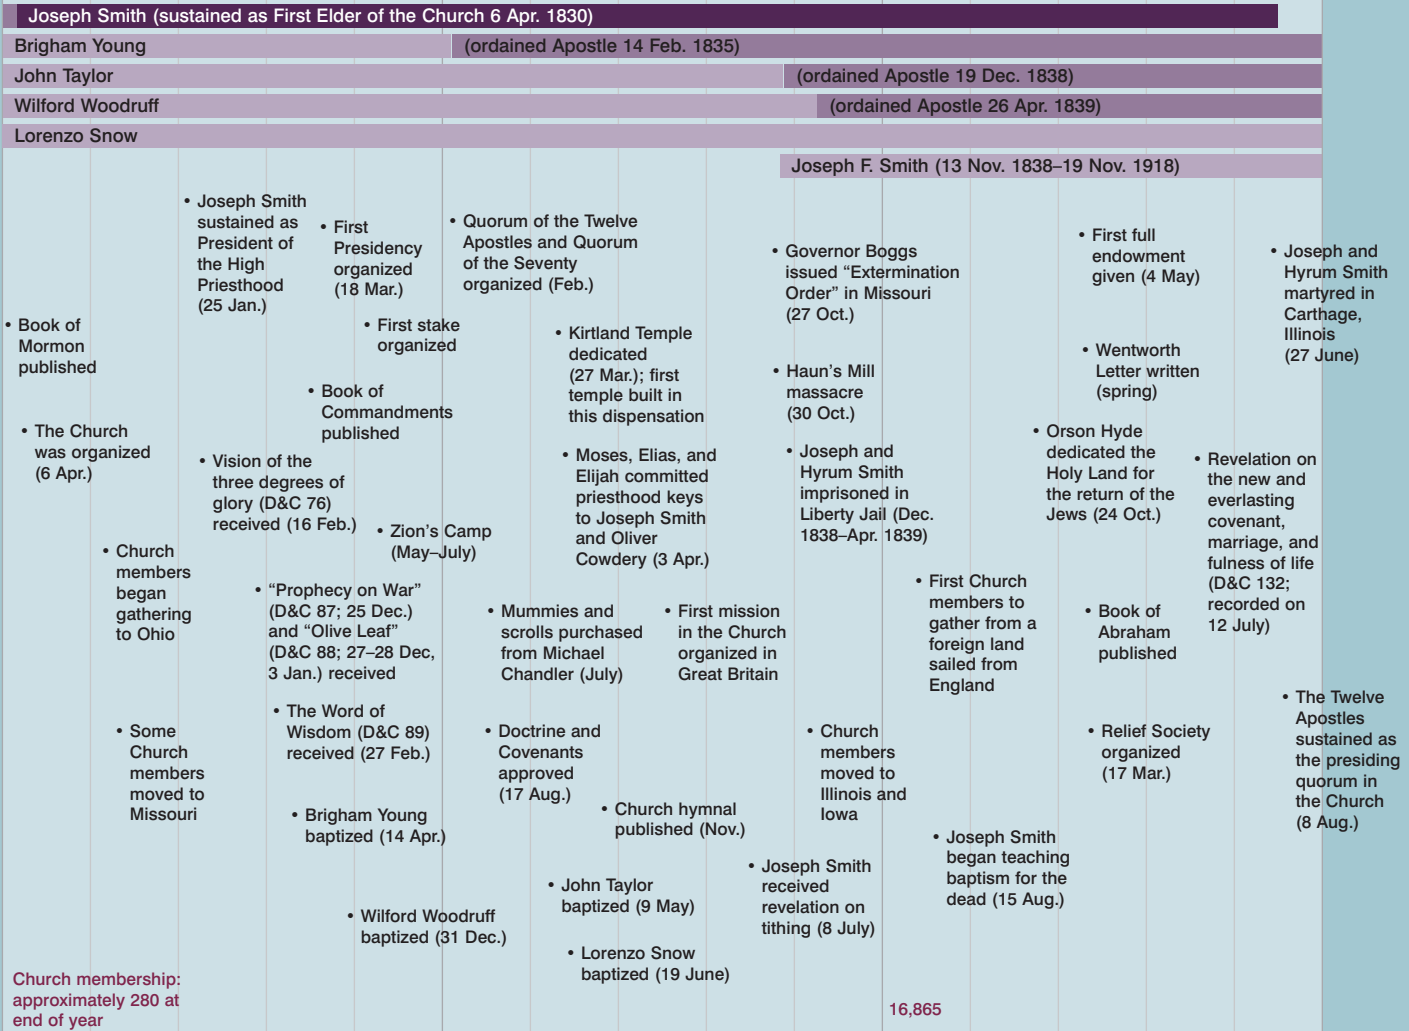 Joseph Smith (sustained as First Elder of the Church 6 Apr. 1830)
Brigham Young
(ordained Apostle 14 Feb. 1835)
John Taylor
(ordained Apostle 19 Dec. 1838)
Wilford Woodruff
(ordained Apostle 26 Apr. 1839)
Lorenzo Snow
Joseph F. Smith (13 Nov. 1838–19 Nov. 1918)
• Book of
Mormon
published
• The Church
was organized
(6 Apr.)
• Church
members
began
gathering
to Ohio
• Some
Church
members
moved to
Missouri
• Joseph Smith
sustained as
President of
the High
Priesthood
(25 Jan.)
• Vision of the
three degrees of
glory (D&C 76)
received (16 Feb.)
• “Prophecy on War”
(D&C 87; 25 Dec.)
and “Olive Leaf”
(D&C 88; 27–28 Dec,
3 Jan.) received
• The Word of
Wisdom (D&C 89)
received (27 Feb.)
• Brigham Young
baptized (14 Apr.)
• First
Presidency
organized
(18 Mar.)
• First stake
organized
• Book of
Commandments
published
• Zion’s Camp
(May–July)
• Wilford Woodruff
baptized (31 Dec.)
• Quorum of the Twelve
Apostles and Quorum
of the Seventy
organized (Feb.)
• Mummies and
scrolls purchased
from Michael
Chandler (July)
• Doctrine and
Covenants
approved
(17 Aug.)
• Kirtland Temple
dedicated
(27 Mar.); first
temple built in
this dispensation
• Moses, Elias, and
Elijah committed
priesthood keys
to Joseph Smith
and Oliver
Cowdery (3 Apr.)
• Church hymnal
published (Nov.)
• John Taylor
baptized (9 May)
• Lorenzo Snow
baptized (19 June)
• First mission
in the Church
organized in
Great Britain
• Governor Boggs
issued “Extermination
Order” in Missouri
(27 Oct.)
• Haun’s Mill
massacre
(30 Oct.)
• Joseph and
Hyrum Smith
imprisoned in
Liberty Jail (Dec.
1838–Apr. 1839)
• Church
members
moved to
Illinois and
Iowa
• Joseph Smith
received
revelation on
tithing (8 July)
• First Church
members to
gather from a
foreign land
sailed from
England
• Joseph Smith
began teaching
baptism for the
dead (15 Aug.)
• First full
endowment
given (4 May)
• Wentworth
Letter written
(spring)
• Orson Hyde
dedicated the
Holy Land for
the return of the
Jews (24 Oct.)
• Book of
Abraham
published
• Relief Society
organized
(17 Mar.)
• Revelation on
the new and
everlasting
covenant,
marriage, and
fulness of life
(D&C 132;
recorded on
12 July)
• Joseph and
Hyrum Smith
martyred in
Carthage,
Illinois
(27 June)
• The Twelve
Apostles
sustained as
the presiding
quorum in
the Church
(8 Aug.)
Church membership:
approximately 280 at
end of year
16,865